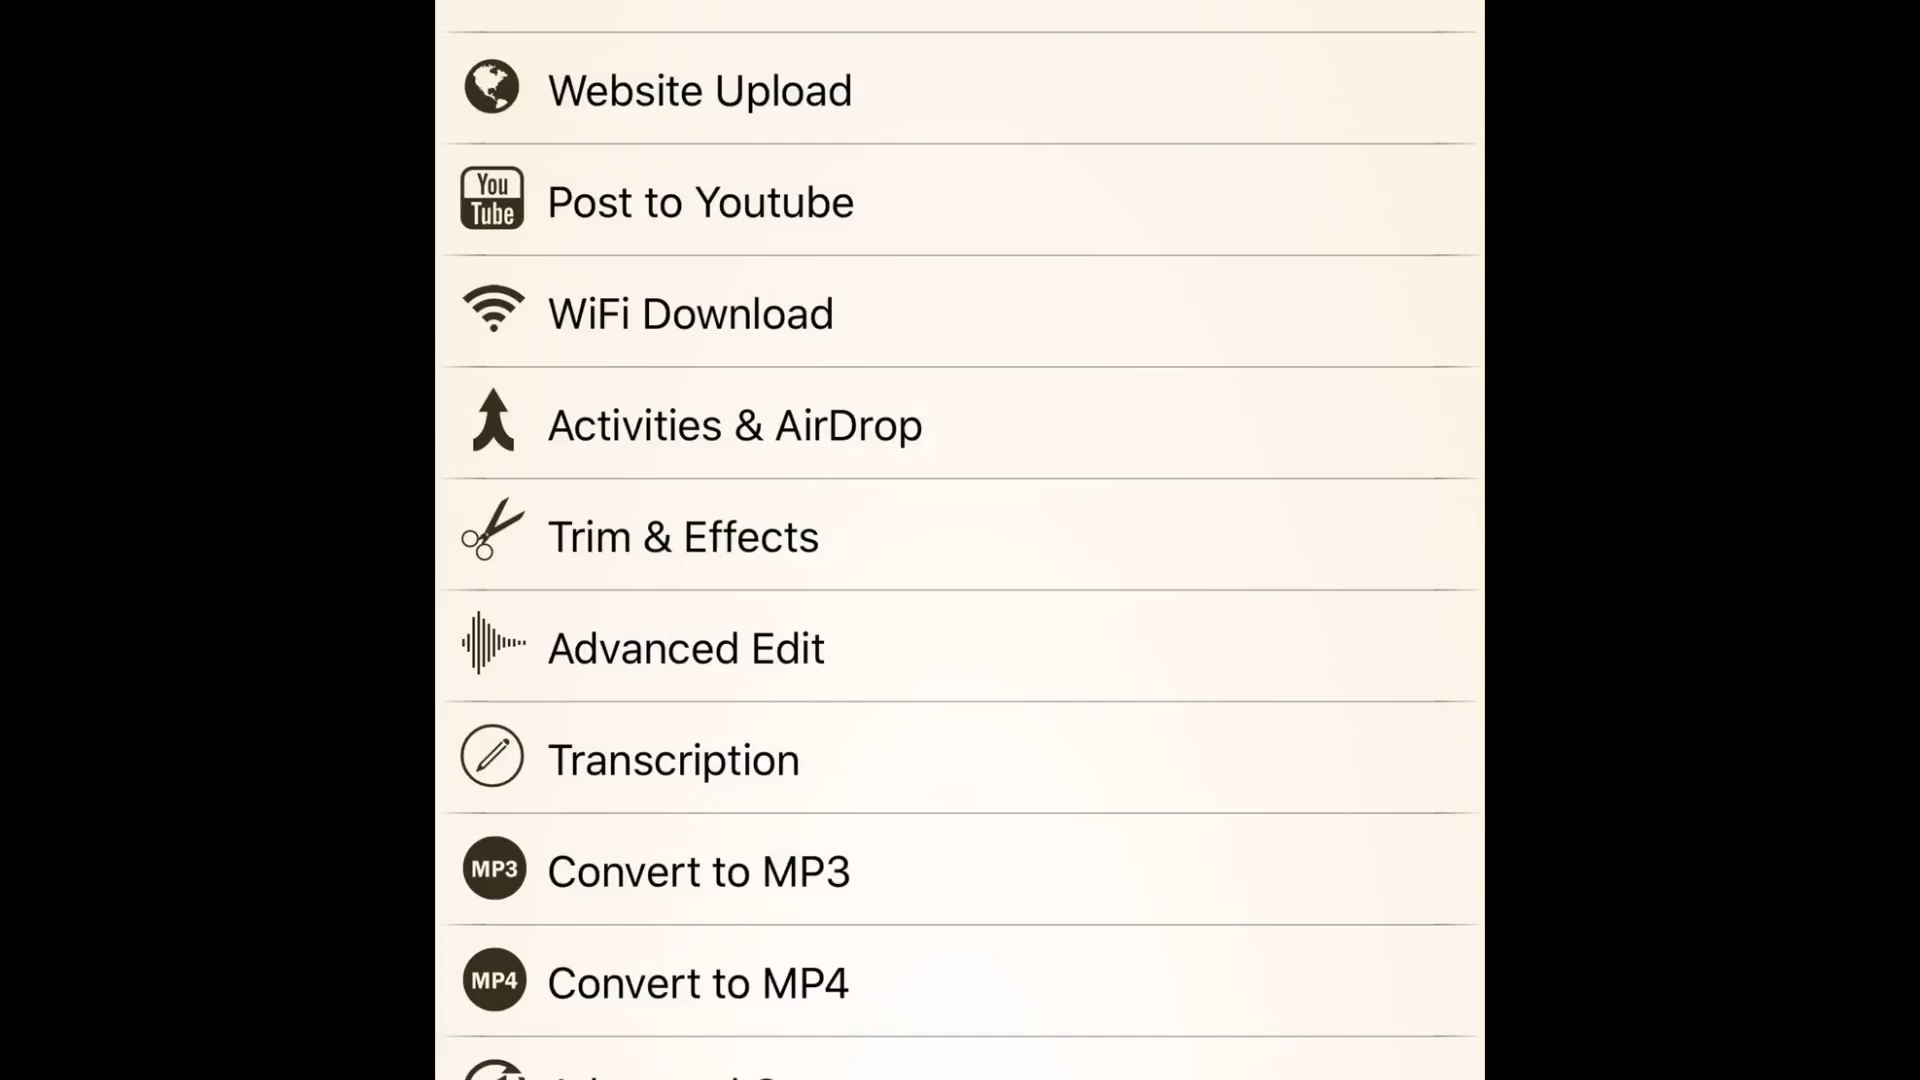 Website Upload
You
Tube
Post to Youtube
WiFi Download
Activities & AirDrop
Trim & Effects
Advanced Edit
Transcription
MP3
Convert to MP3
MP4
Convert to MP4